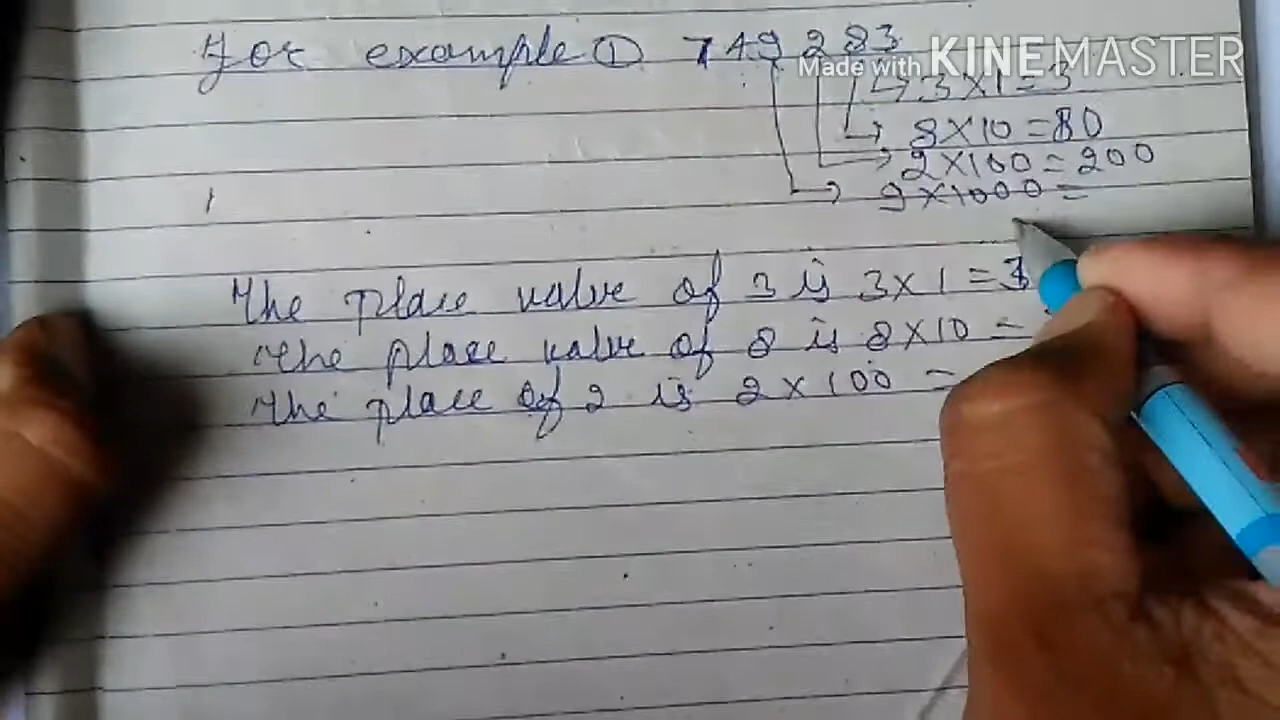 For example ① 749 283
Made with KINEMASTER
3×1=3
8×10=80
2×100=200
9×1000=
The place value of 3 is 3×1=3
The place value of 8 is 8×10=
The place of 2 is 2×100=